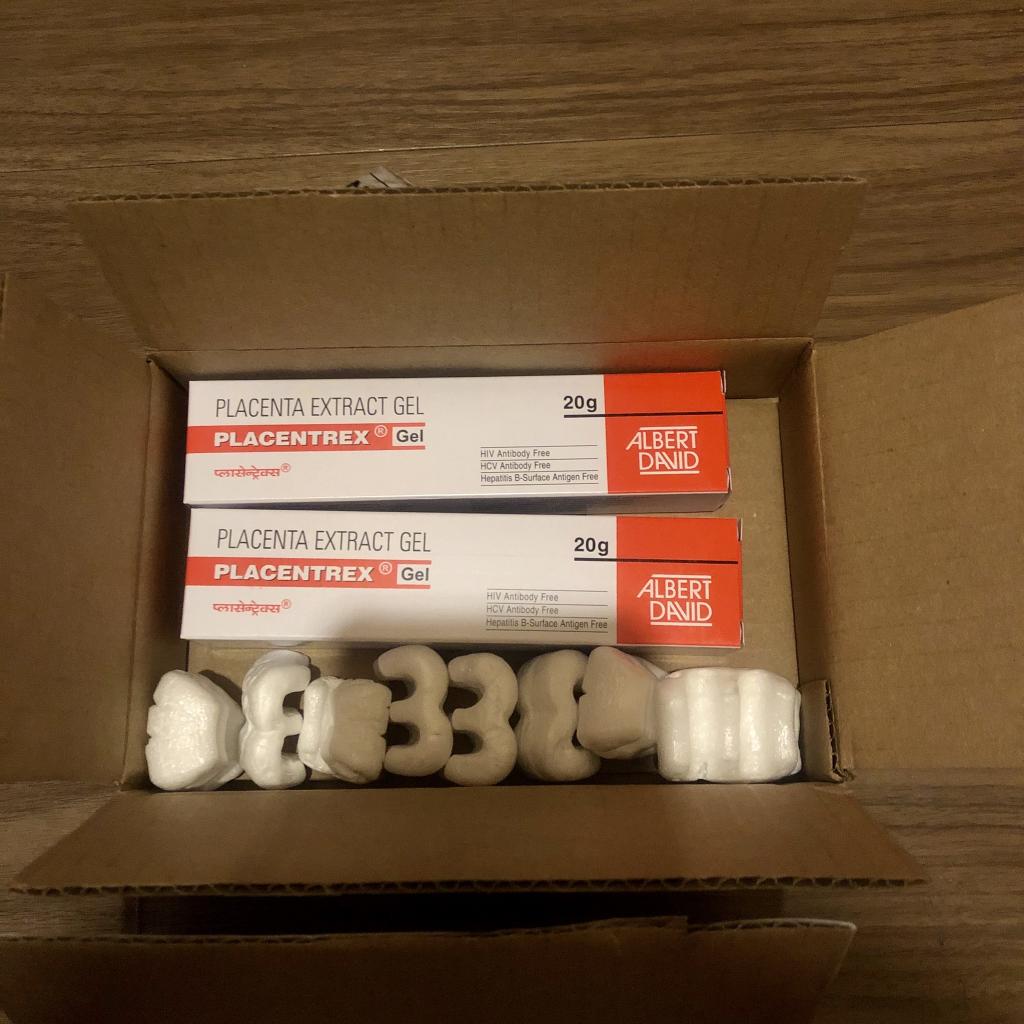 PLACENTA EXTRACT GEL
20g
PLACENTREX® Gel
प्लासेन्ट्रेक्स®
HIV Antibody Free
HCV Antibody Free
Hepatitis B-Surface Antigen Free
ALBERT
DAVID
PLACENTA EXTRACT GEL
20g
PLACENTREX® Gel
प्लासेन्ट्रेक्स®
HIV Antibody Free
HCV Antibody Free
Hepatitis B-Surface Antigen Free
ALBERT
DAVID